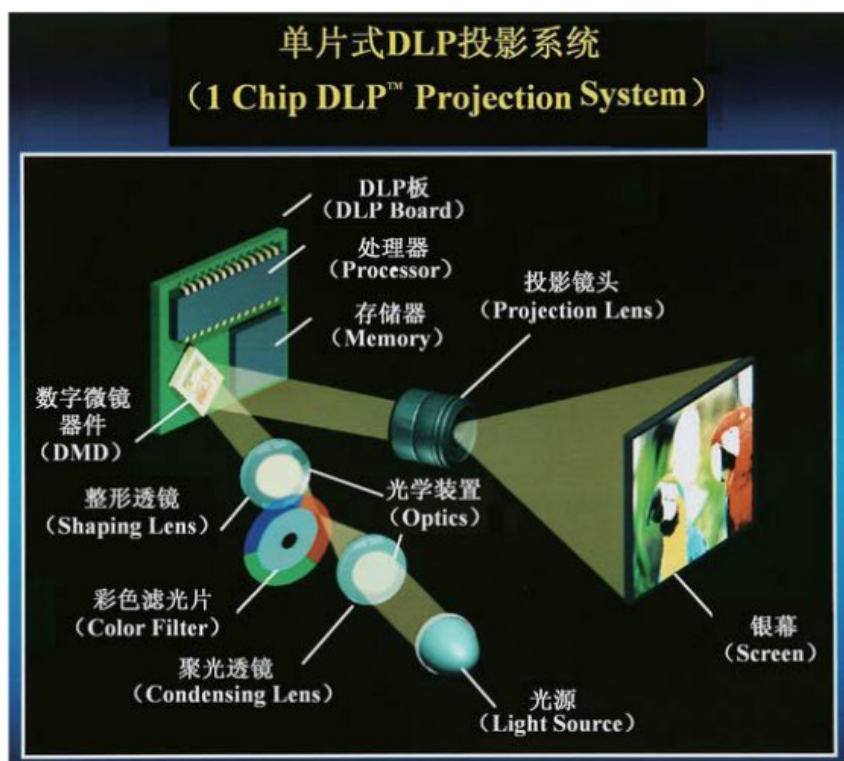 单片式DLP投影系统
（1 Chip DLP™ Projection System）
DLP板
（DLP Board）
处理器
（Processor）
存储器
（Memory）
投影镜头
（Projection Lens）
数字微镜
器件
（DMD）
整形透镜
（Shaping Lens）
光学装置
（Optics）
彩色滤光片
（Color Filter）
聚光透镜
（Condensing Lens）
光源
（Light Source）
银幕
（Screen）